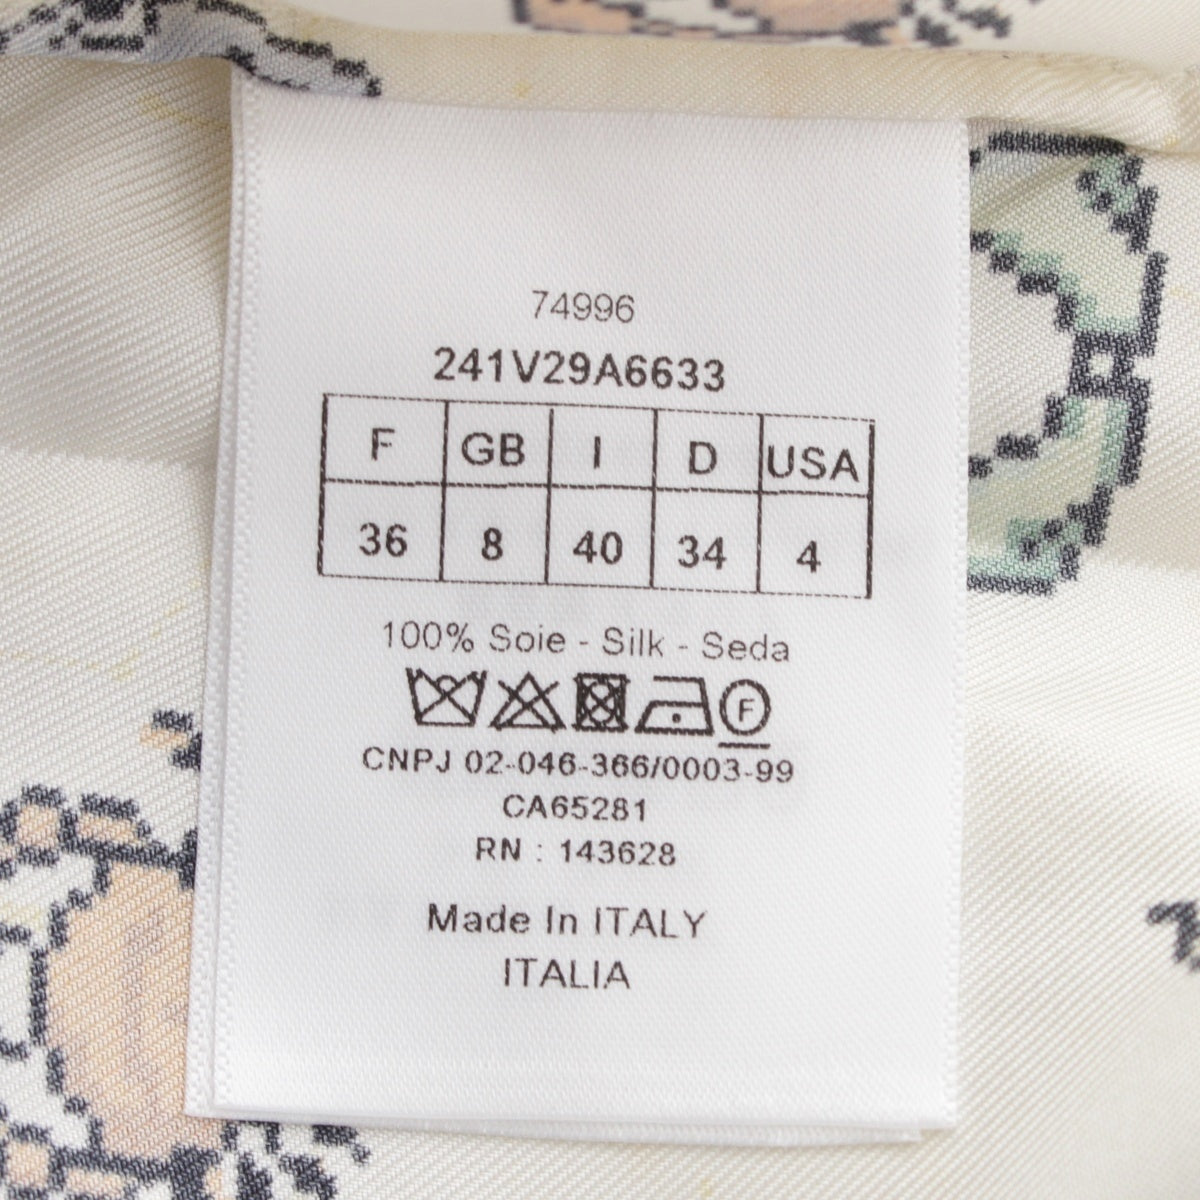 74996
241V29A6633
F GB I D USA
36 8 40 34 4
100% Soie - Silk - Seda
F
CNPJ 02-046-366/0003-99
CA65281
RN : 143628
Made In ITALY
ITALIA